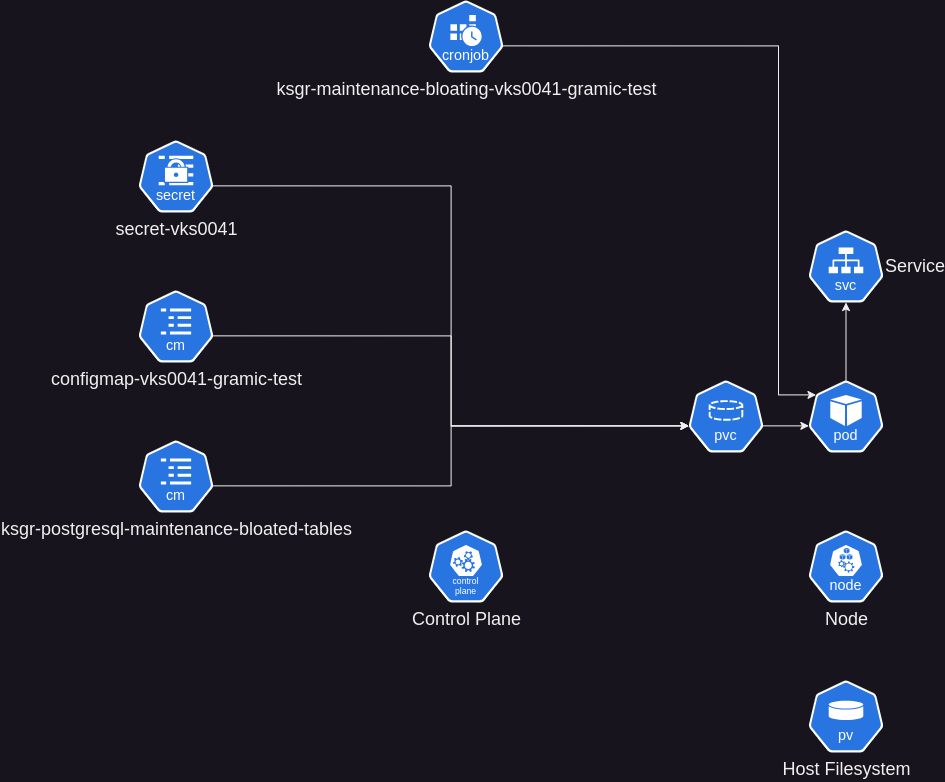 cronjob
ksgr-maintenance-bloating-vks0041-gramic-test
secret
secret-vks0041
svc
Service
cm
configmap-vks0041-gramic-test
pvc
pod
cm
ksgr-postgresql-maintenance-bloated-tables
control
plane
Control Plane
node
Node
pv
Host Filesystem